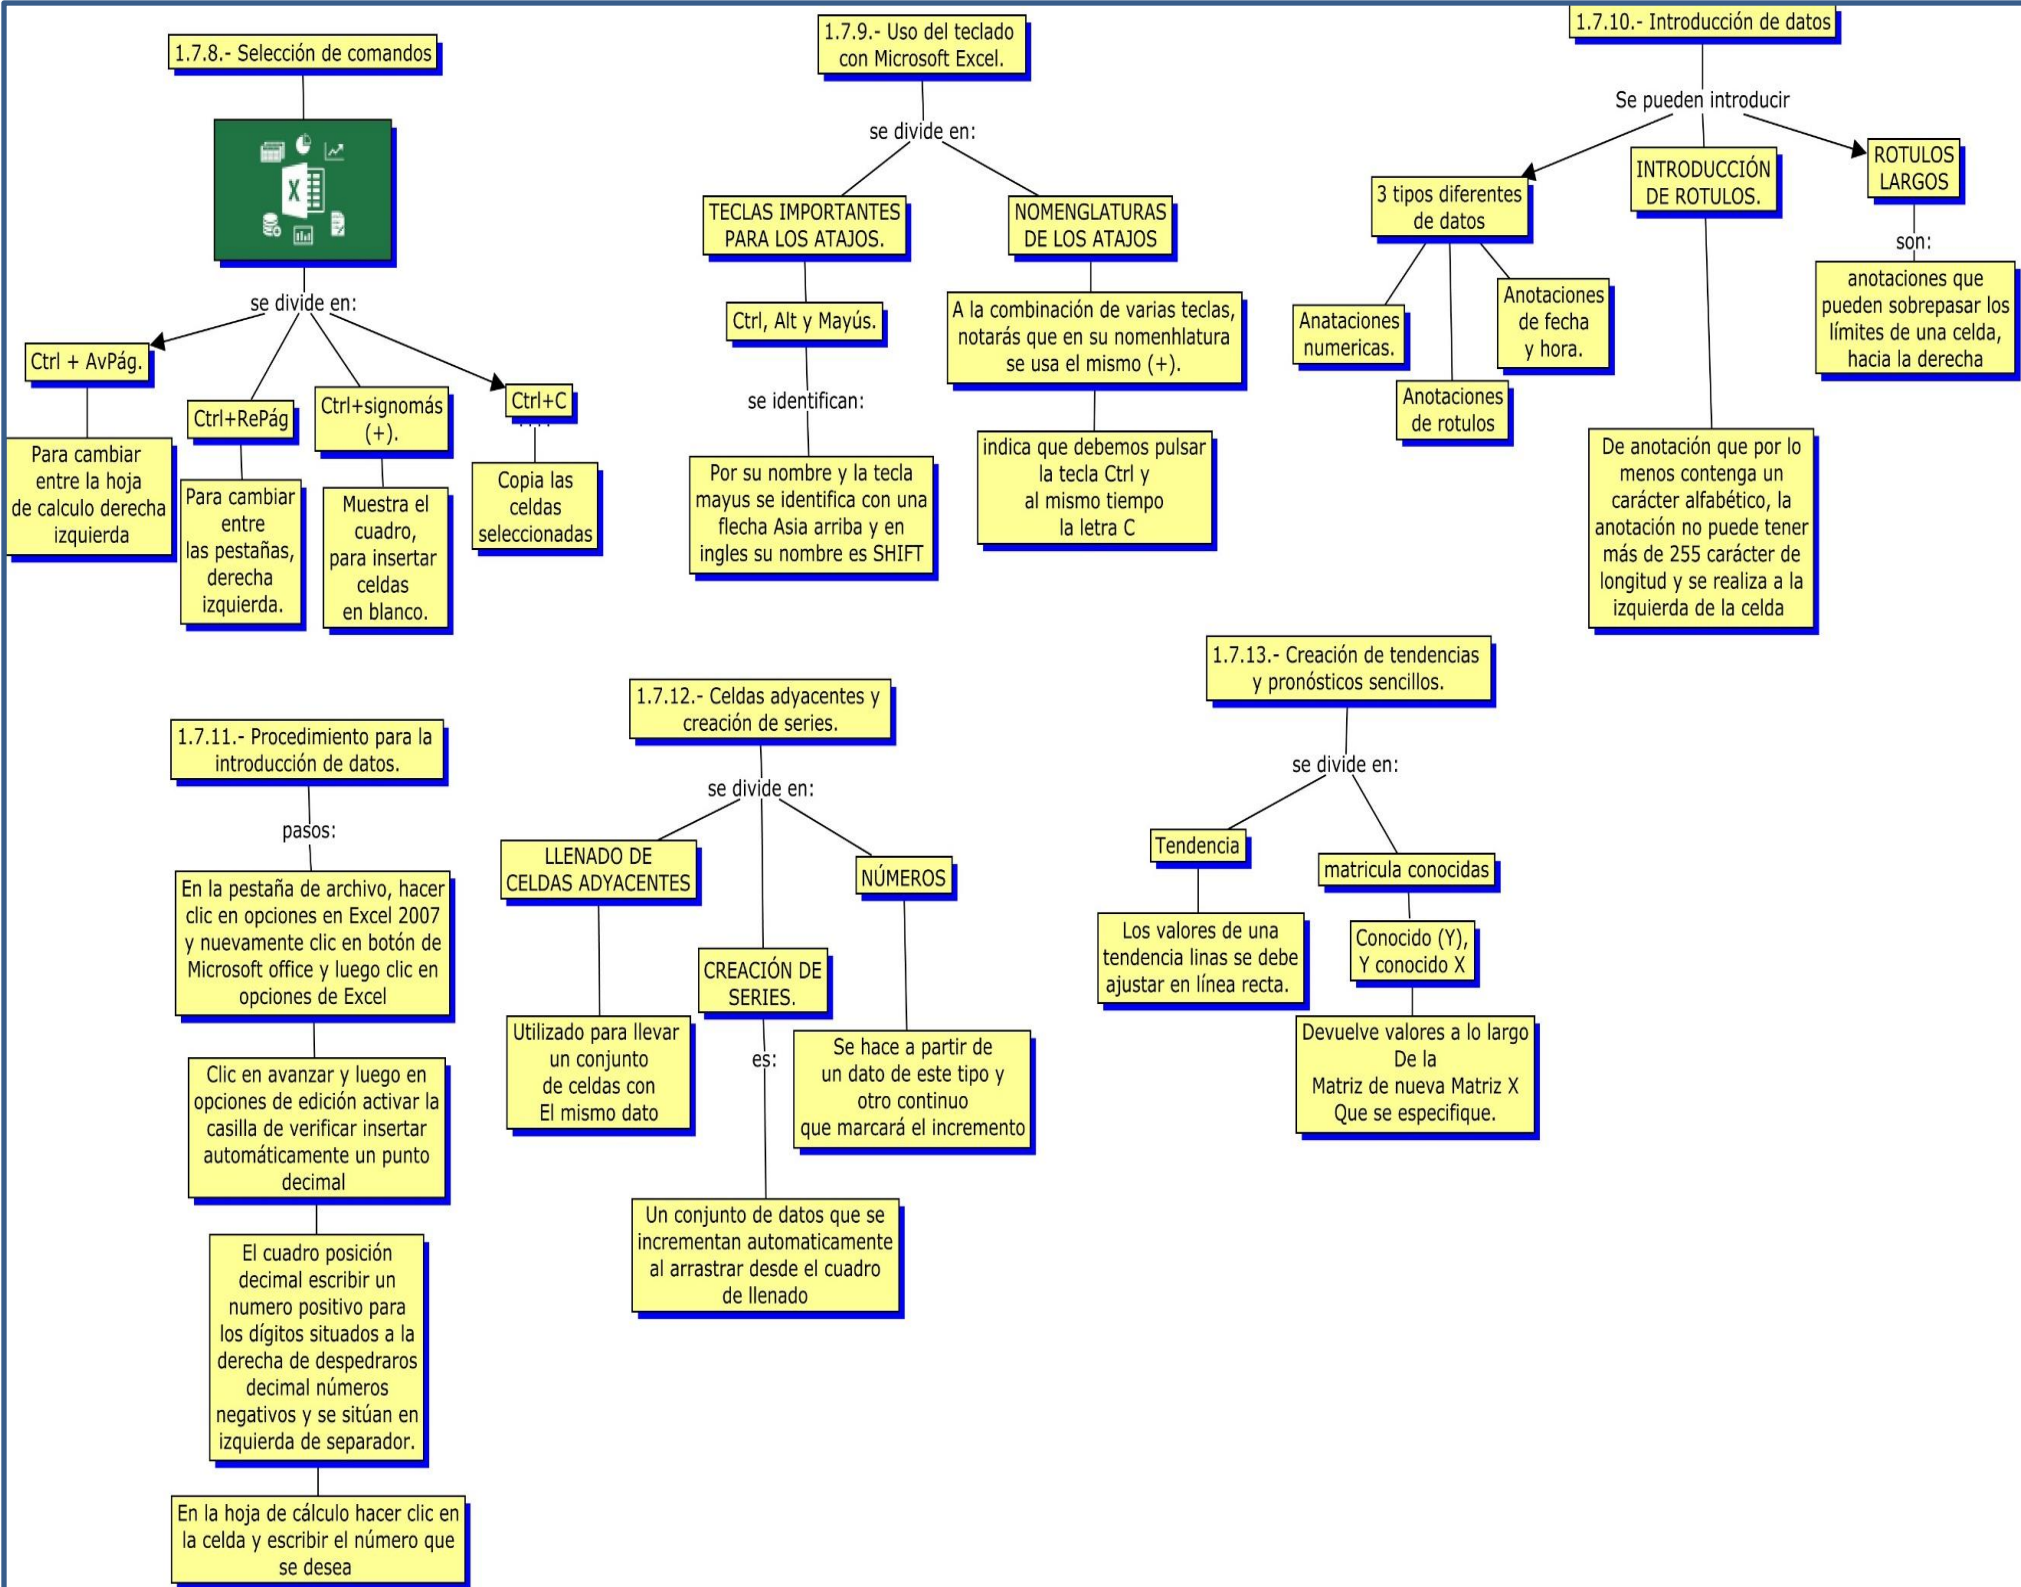 1.7.8.- Selección de comandos
X
se divide en:
Ctrl + AvPág.
Para cambiar
entre la hoja
de calculo derecha
izquierda
Ctrl+RePág
Para cambiar
entre
las pestañas,
derecha
izquierda.
Ctrl+signomás
(+).
Muestra el
cuadro,
para insertar
celdas
en blanco.
Ctrl+C
Copia las
celdas
seleccionadas
1.7.9.- Uso del teclado
con Microsoft Excel.
se divide en:
TECLAS IMPORTANTES
PARA LOS ATAJOS.
Ctrl, Alt y Mayús.
se identifican:
Por su nombre y la tecla
mayus se identifica con una
flecha Asia arriba y en
ingles su nombre es SHIFT
NOMENGLATURAS
DE LOS ATAJOS
A la combinación de varias teclas,
notarás que en su nomenhlatura
se usa el mismo (+).
indica que debemos pulsar
la tecla Ctrl y
al mismo tiempo
la letra C
1.7.10.- Introducción de datos
Se pueden introducir
3 tipos diferentes
de datos
Anataciones
numericas.
Anotaciones
de rotulos
Anotaciones
de fecha
y hora.
INTRODUCCIÓN
DE ROTULOS.
De anotación que por lo
menos contenga un
carácter alfabético, la
anotación no puede tener
más de 255 carácter de
longitud y se realiza a la
izquierda de la celda
ROTULOS
LARGOS
son:
anotaciones que
pueden sobrepasar los
límites de una celda,
hacia la derecha
1.7.11.- Procedimiento para la
introducción de datos.
pasos:
En la pestaña de archivo, hacer
clic en opciones en Excel 2007
y nuevamente clic en botón de
Microsoft office y luego clic en
opciones de Excel
Clic en avanzar y luego en
opciones de edición activar la
casilla de verificar insertar
automáticamente un punto
decimal
El cuadro posición
decimal escribir un
numero positivo para
los dígitos situados a la
derecha de despedraros
decimal números
negativos y se sitúan en
izquierda de separador.
En la hoja de cálculo hacer clic en
la celda y escribir el número que
se desea
1.7.12.- Celdas adyacentes y
creación de series.
se divide en:
LLENADO DE
CELDAS ADYACENTES
Utilizado para llevar
un conjunto
de celdas con
El mismo dato
CREACIÓN DE
SERIES.
es:
Un conjunto de datos que se
incrementan automaticamente
al arrastrar desde el cuadro
de llenado
NÚMEROS
Se hace a partir de
un dato de este tipo y
otro continuo
que marcará el incremento
1.7.13.- Creación de tendencias
y pronósticos sencillos.
se divide en:
Tendencia
Los valores de una
tendencia linas se debe
ajustar en línea recta.
matricula conocidas
Conocido (Y),
Y conocido X
Devuelve valores a lo largo
De la
Matriz de nueva Matriz X
Que se especifique.